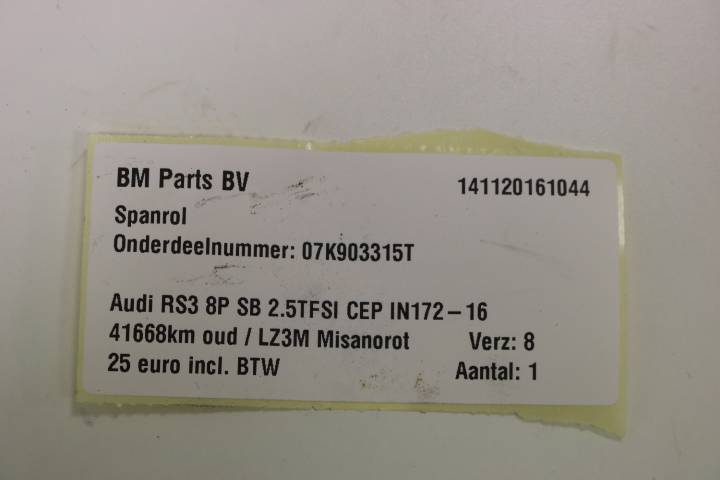 BM Parts BV 141120161044
Spanrol
Onderdeelnummer: 07K903315T
Audi RS3 8P SB 2.5TFSI CEP IN172-16
41668km oud / LZ3M Misanorot Verz: 8
25 euro incl. BTW Aantal: 1